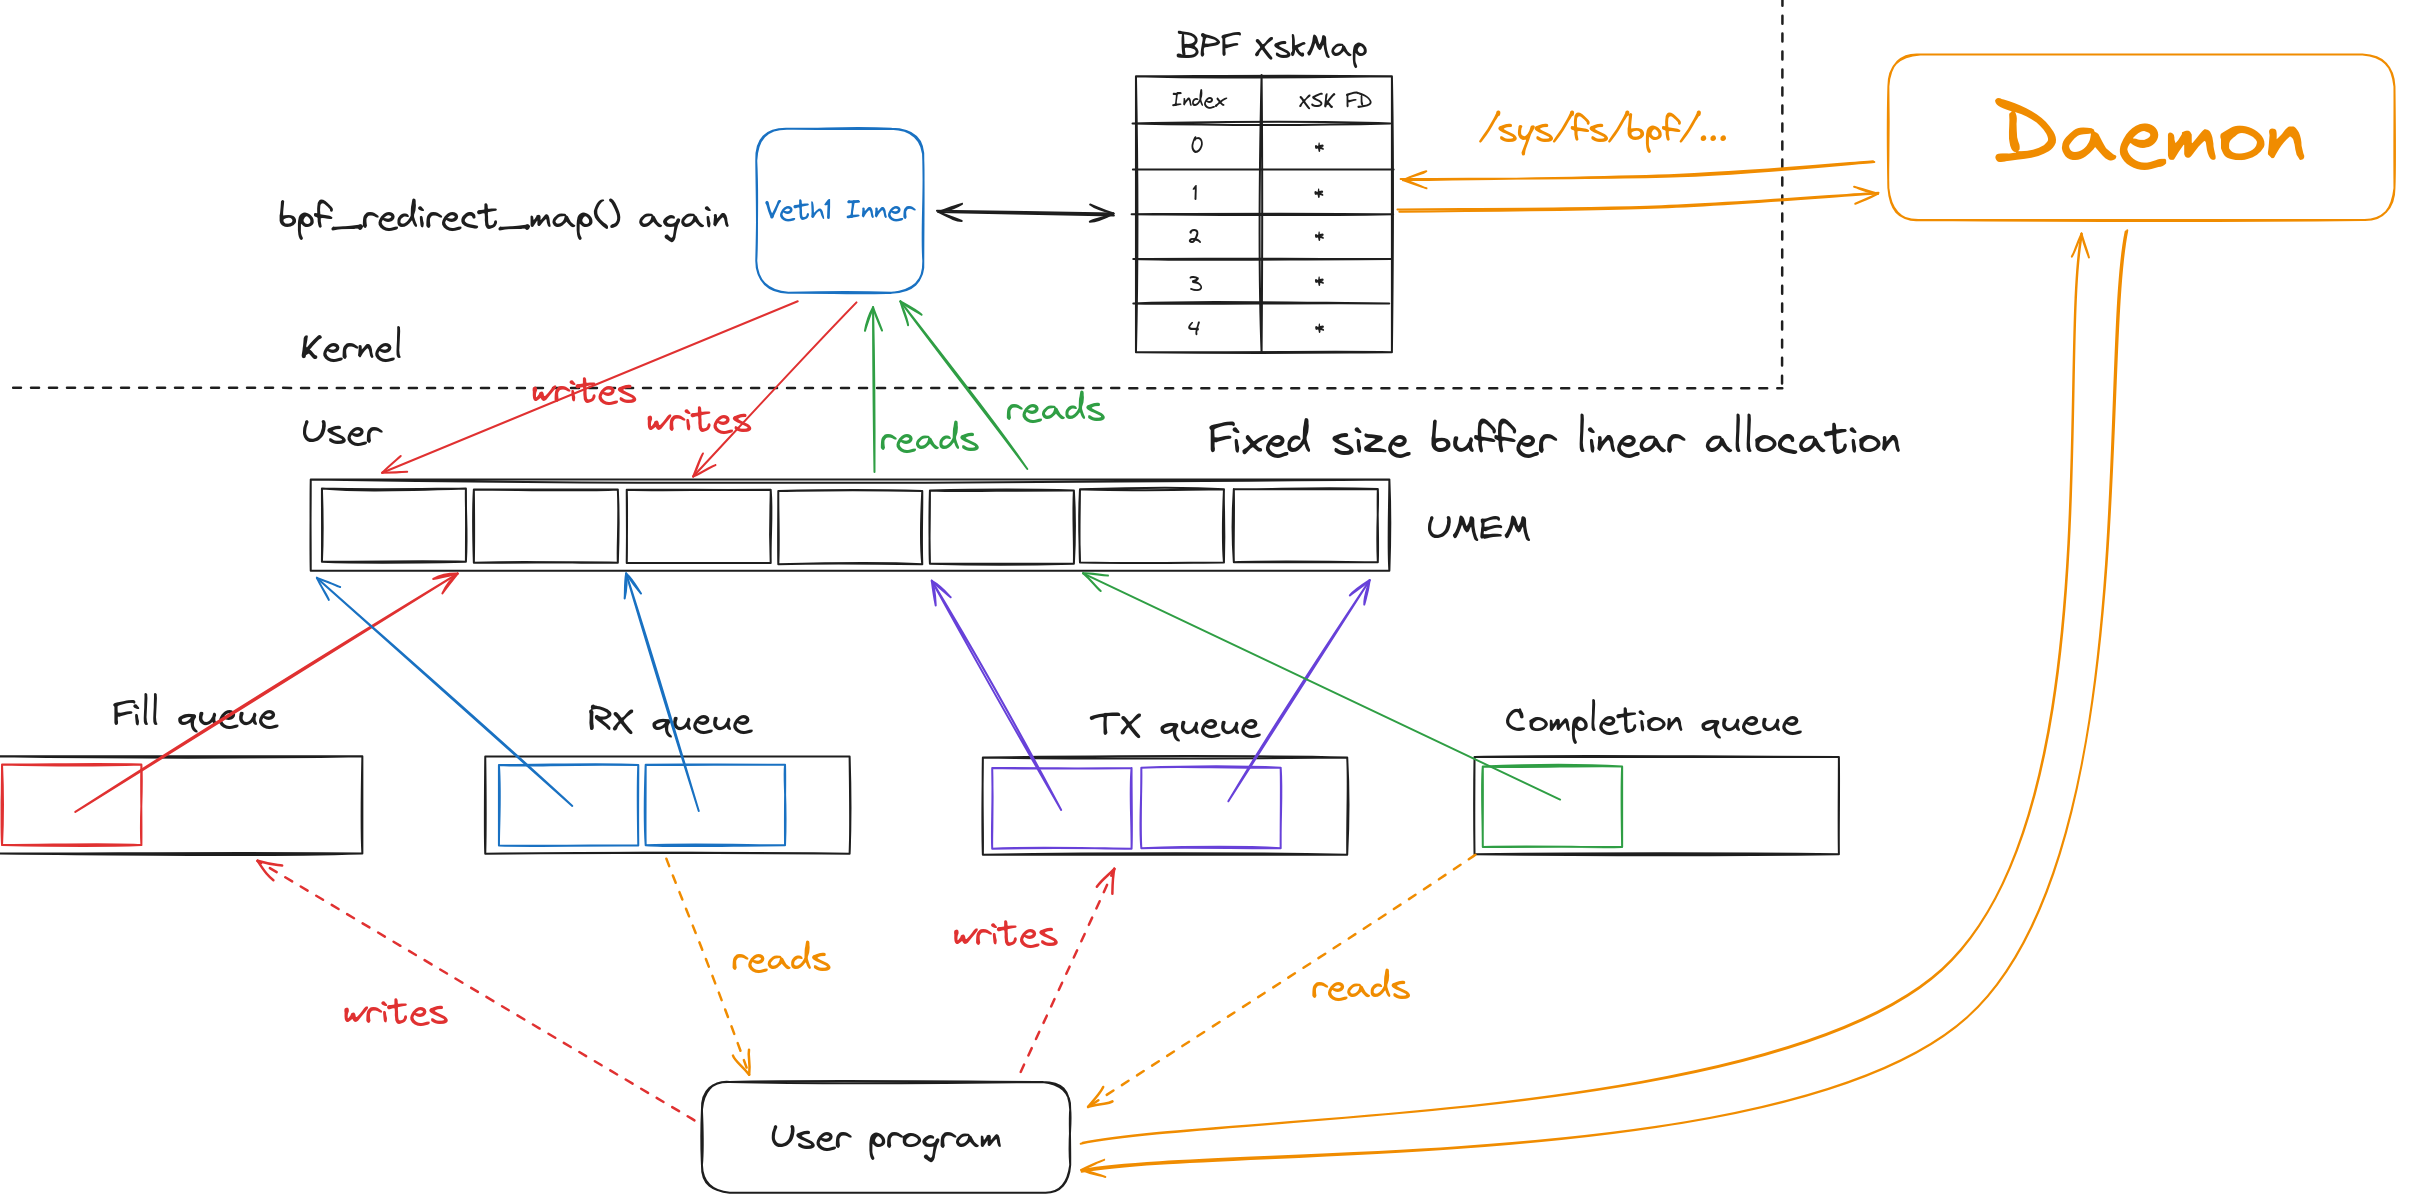 BPF XskMap
Index XSK FD
0 *
1 *
2 *
3 *
4 *
/sys/fs/bpf/...
Daemon
bpf_redirect_map() again
Veth1 Inner
Kernel
writes
writes
reads
reads
User
Fixed size buffer linear allocation
UMEM
Fill queue
RX queue
TX queue
Completion queue
writes
reads
writes
reads
User program